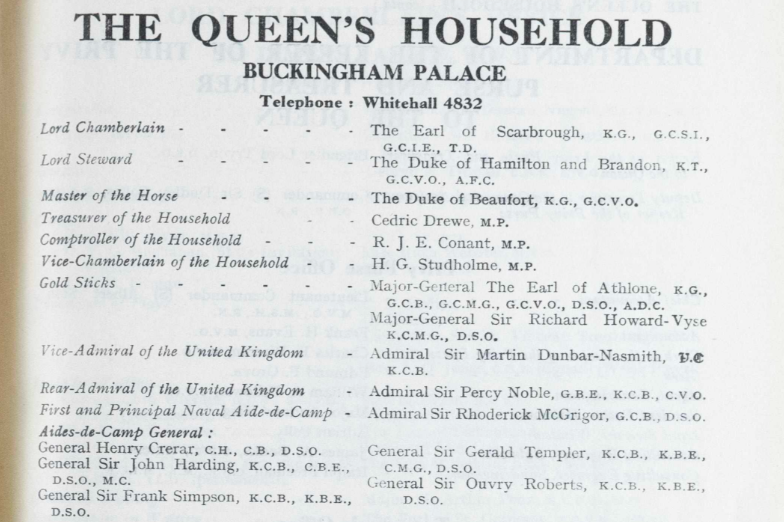 THE QUEEN'S HOUSEHOLD
BUCKINGHAM PALACE
Telephone : Whitehall 4832
Lord Chamberlain - - - - - The Earl of Scarbrough, K.G., G.C.S.I., G.C.I.E., T.D.
Lord Steward - - - - - The Duke of Hamilton and Brandon, K.T., G.C.V.O., A.F.C.
Master of the Horse - - - - The Duke of Beaufort, K.G., G.C.V.O.
Treasurer of the Household - - - Cedric Drewe, M.P.
Comptroller of the Household - - R. J. E. Conant, M.P.
Vice-Chamberlain of the Household - - H. G. Studholme, M.P.
Gold Sticks - - - - - - Major-General The Earl of Athlone, K.G., G.C.B., G.C.M.G., G.C.V.O., D.S.O., A.D.C.
Major-General Sir Richard Howard-Vyse K.C.M.G., D.S.O.
Vice-Admiral of the United Kingdom - Admiral Sir Martin Dunbar-Nasmith, V.C K.C.B.
Rear-Admiral of the United Kingdom - Admiral Sir Percy Noble, G.B.E., K.C.B., C.V.O.
First and Principal Naval Aide-de-Camp - Admiral Sir Rhoderick McGrigor, G.C.B., D.S.O.
Aides-de-Camp General :
General Henry Crerar, C.H., C.B., D.S.O.
General Sir John Harding, K.C.B., C.B.E., D.S.O., M.C.
General Sir Frank Simpson, K.C.B., K.B.E., D.S.O.
General Sir Gerald Templer, K.C.B., K.B.E., C.M.G., D.S.O.
General Sir Ouvry Roberts, K.C.B., K.B.E., D.S.O.